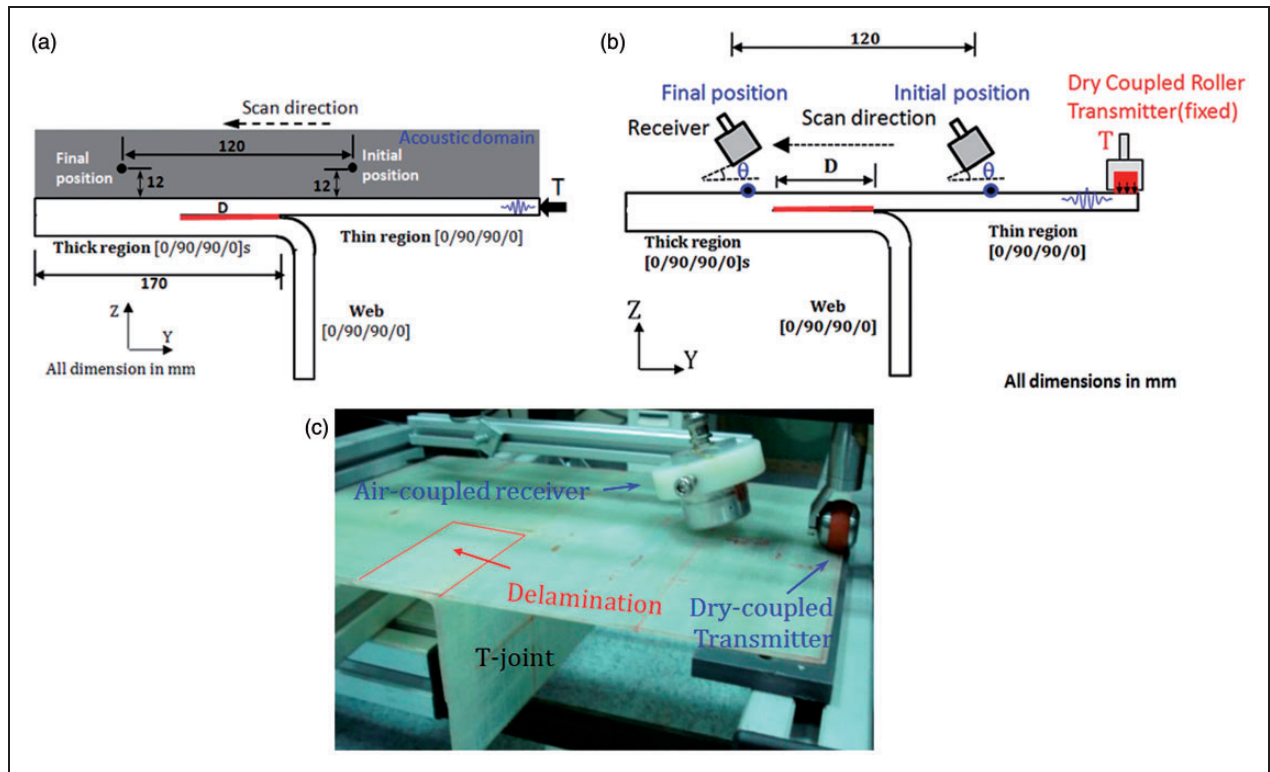 (a)
Scan direction
Acoustic domain
120
Final
position
Initial
position
12
12
T
D
Thick region [0/90/90/0]s
Thin region [0/90/90/0]
170
Web
[0/90/90/0]
Z
Y
All dimension in mm
(b)
120
Dry Coupled Roller
Transmitter(fixed)
Final position
Initial position
Receiver
Scan direction
T
θ
D
θ
Thick region
[0/90/90/0]s
Thin region
[0/90/90/0]
Web
[0/90/90/0]
Z
Y
All dimensions in mm
(c)
Air-coupled receiver
Delamination
Dry-coupled
Transmitter
T-joint